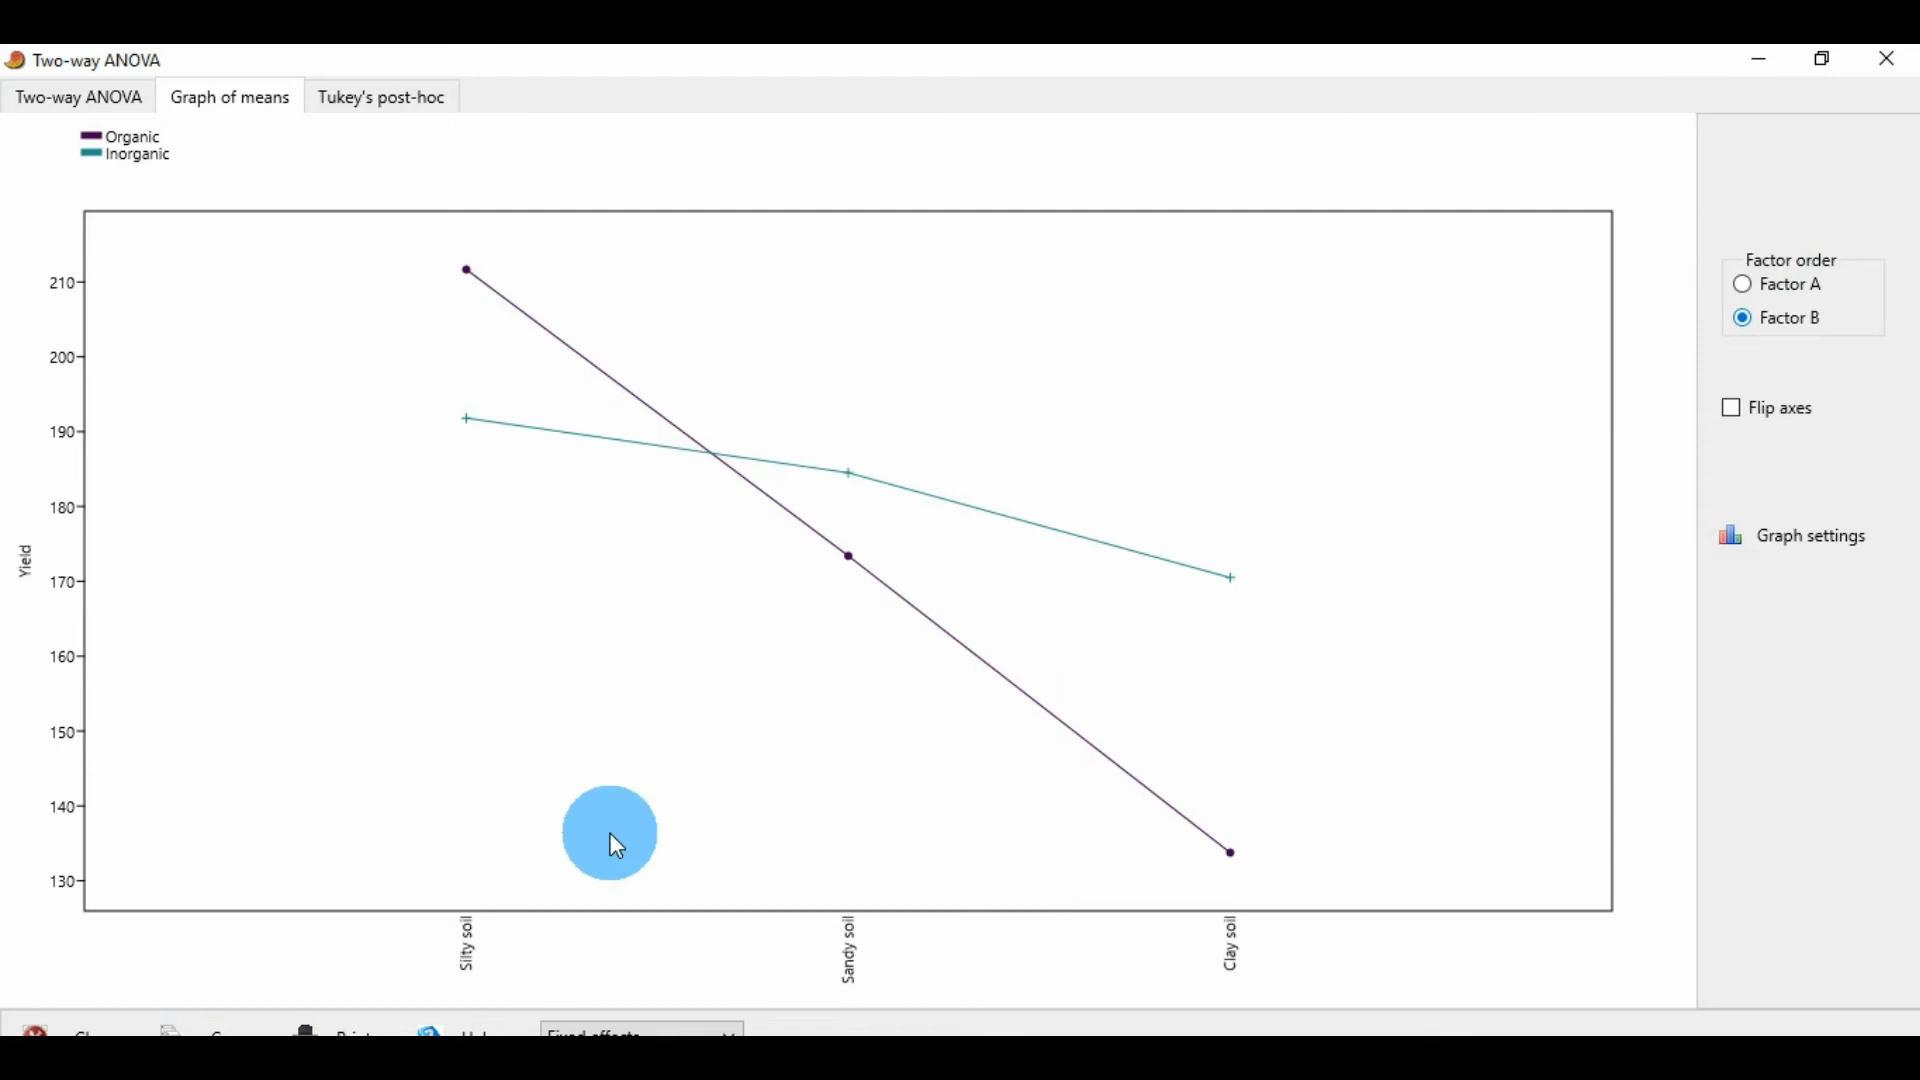 Two-way ANOVA
Two-way ANOVA Graph of means Tukey's post-hoc
Organic
Inorganic
Factor order
Factor A
Factor B
Flip axes
Graph settings
210
200
190
180
170
160
150
140
130
Yield
Silty soil
Sandy soil
Clay soil
Fixed effects